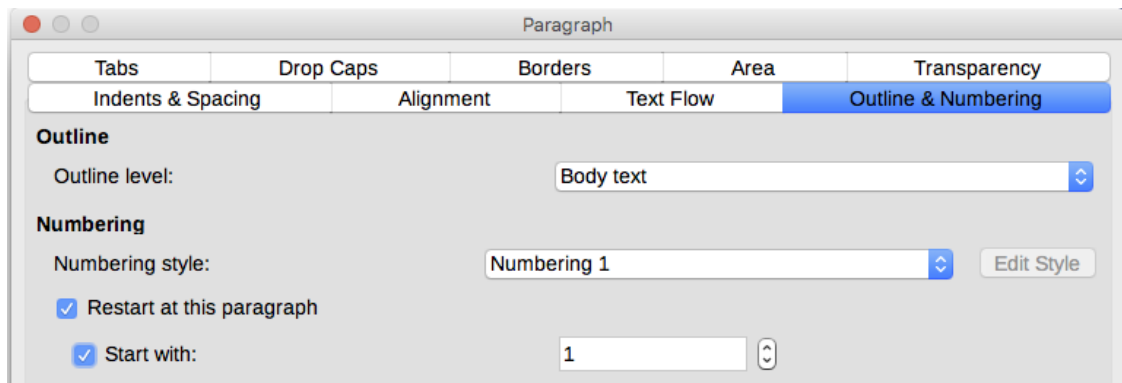 Paragraph
Tabs Drop Caps Borders Area Transparency
Indents & Spacing Alignment Text Flow Outline & Numbering
Outline
Outline level: Body text
Numbering
Numbering style: Numbering 1 Edit Style
Restart at this paragraph
Start with: 1